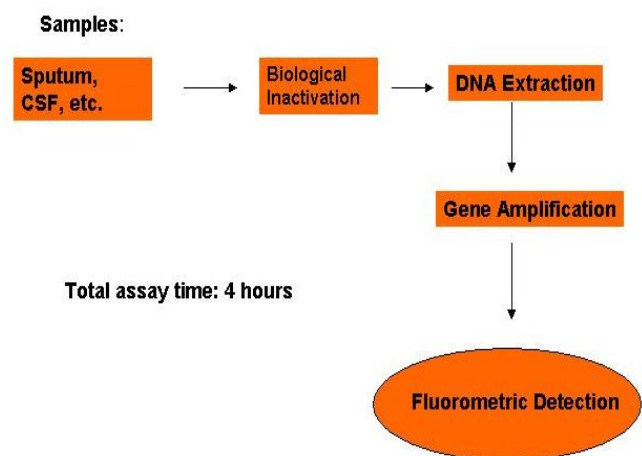 Samples:
Sputum,
CSF, etc.
Biological
Inactivation
DNA Extraction
Gene Amplification
Total assay time: 4 hours
Fluorometric Detection